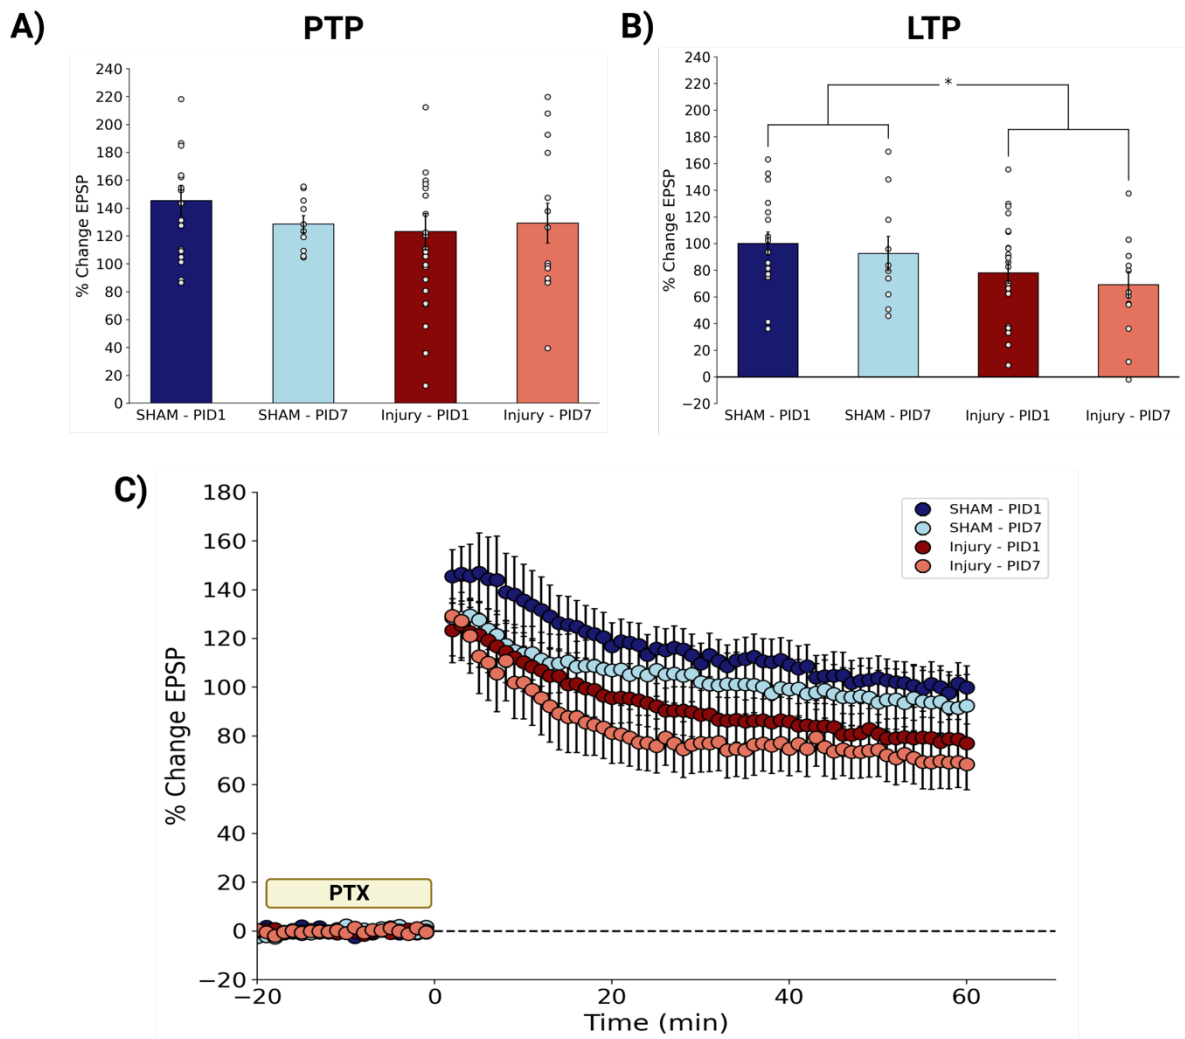 A)
PTP
% Change EPSP
240
220
200
180
160
140
120
100
80
60
40
20
0
SHAM - PID1
SHAM - PID7
Injury - PID1
Injury - PID7
B)
LTP
% Change EPSP
240
220
200
180
160
140
120
100
80
60
40
20
0
−20
*
SHAM - PID1
SHAM - PID7
Injury - PID1
Injury - PID7
C)
% Change EPSP
180
160
140
120
100
80
60
40
20
0
−20
SHAM - PID1
SHAM - PID7
Injury - PID1
Injury - PID7
PTX
−20
0
20
40
60
Time (min)